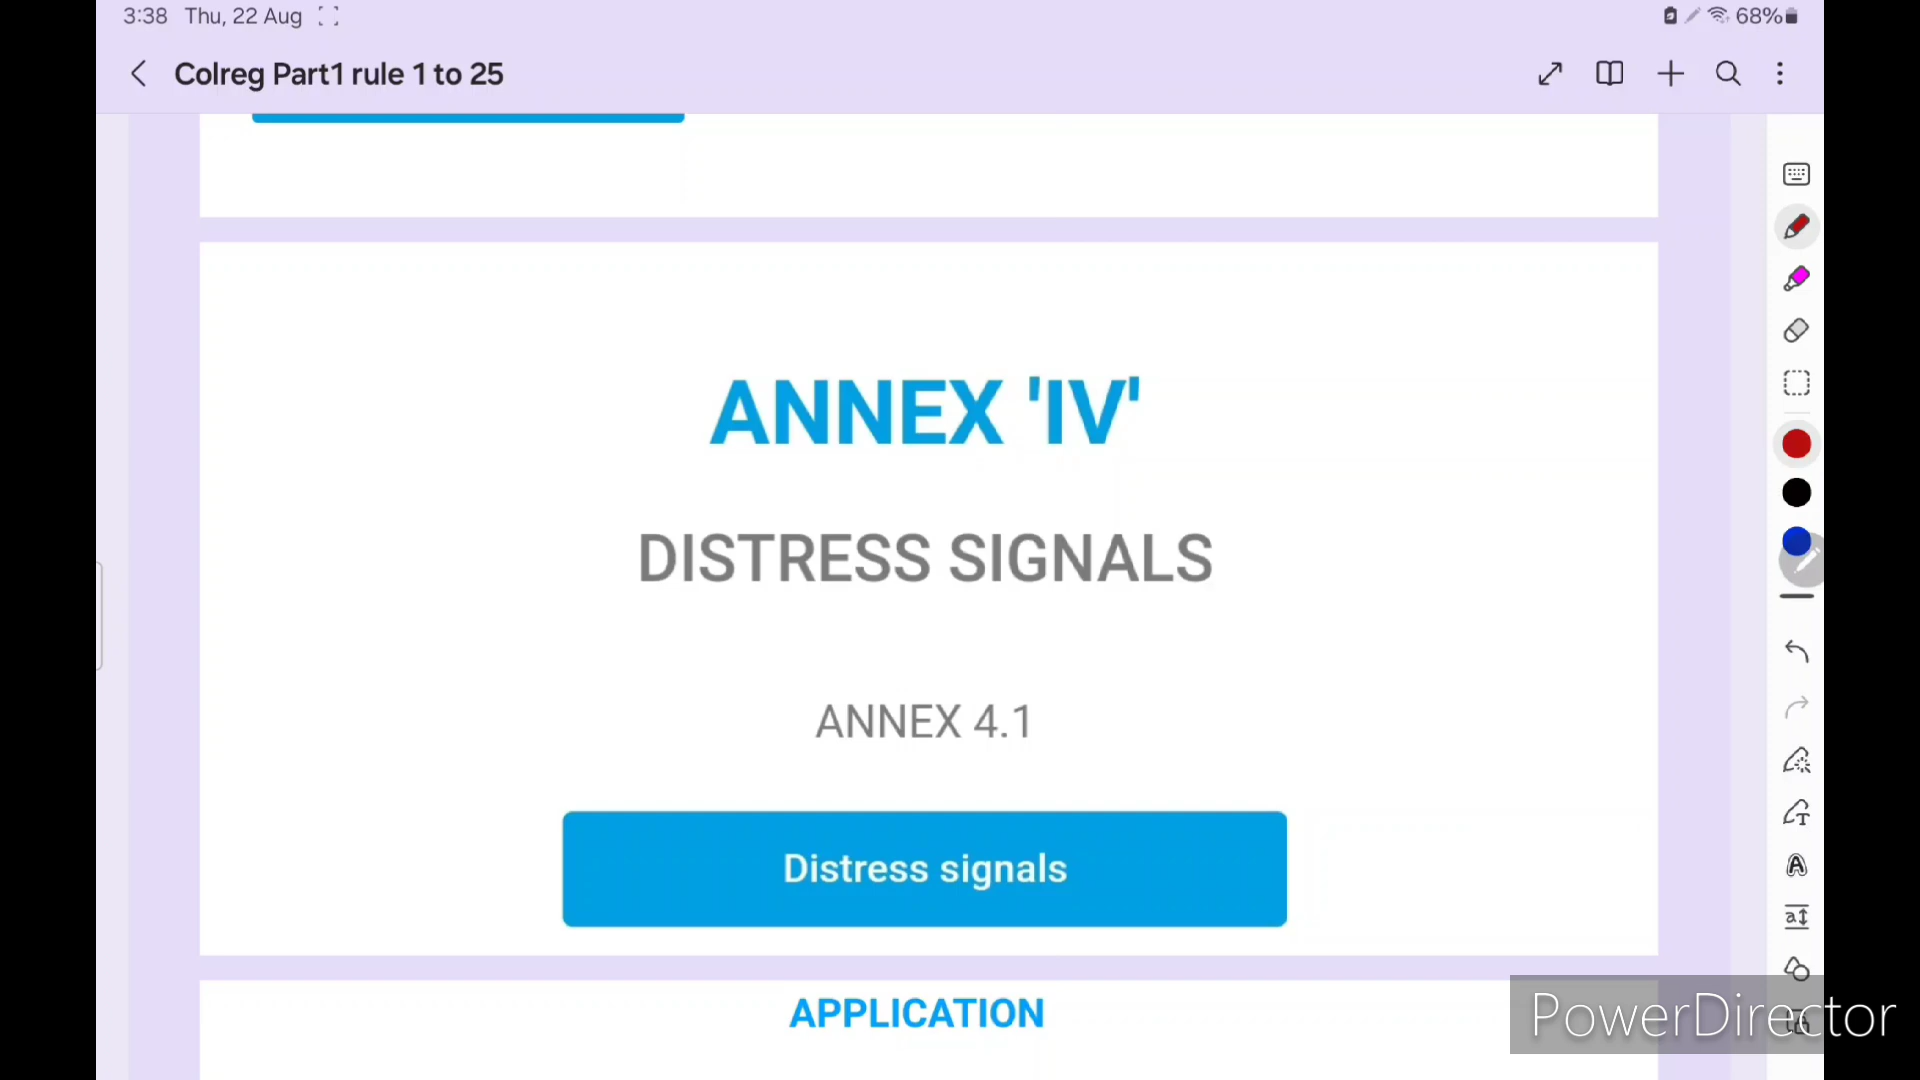 3:38 Thu, 22 Aug 68%
Colreg Part1 rule 1 to 25
ANNEX 'IV'
DISTRESS SIGNALS
ANNEX 4.1
Distress signals
APPLICATION
PowerDirector